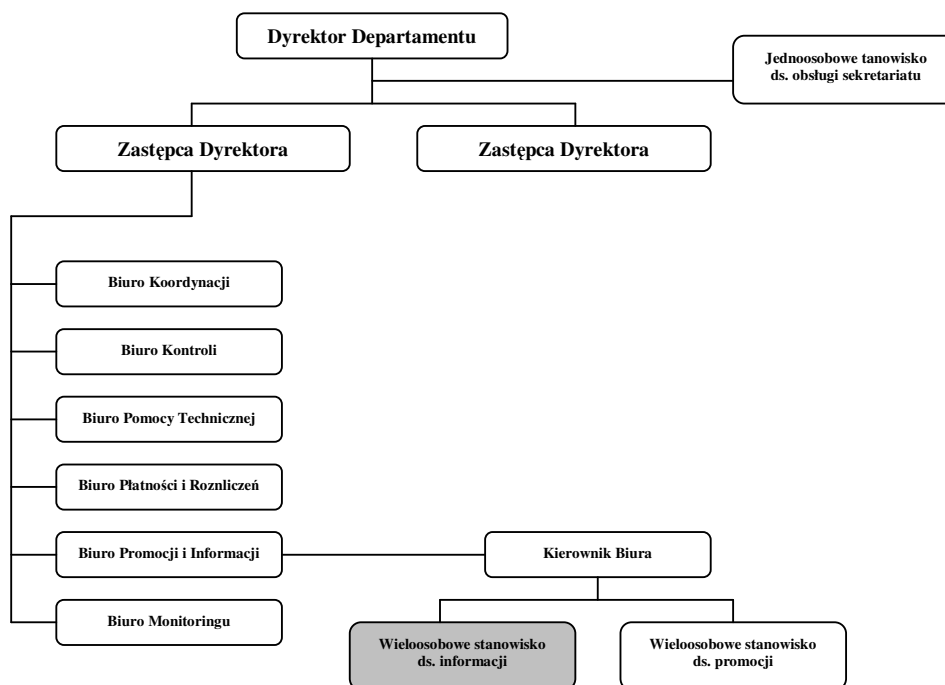 Dyrektor Departamentu
Jednoosobowe tanowisko
ds. obsługi sekretariatu
Zastępca Dyrektora
Zastępca Dyrektora
Biuro Koordynacji
Biuro Kontroli
Biuro Pomocy Technicznej
Biuro Płatności i Roznliczeń
Biuro Promocji i Informacji
Kierownik Biura
Biuro Monitoringu
Wieloosobowe stanowisko
ds. informacji
Wieloosobowe stanowisko
ds. promocji